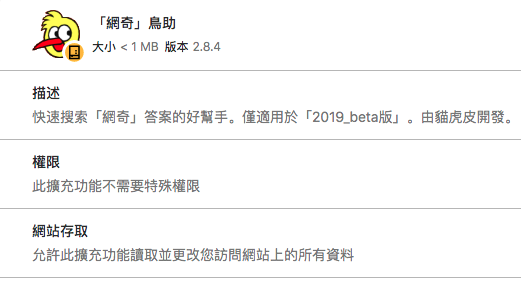 「網奇」鳥助
大小 < 1 MB 版本 2.8.4
描述
快速搜索「網奇」答案的好幫手。僅適用於「2019_beta版」。由貓虎皮開發。
權限
此擴充功能不需要特殊權限
網站存取
允許此擴充功能讀取並更改您訪問網站上的所有資料